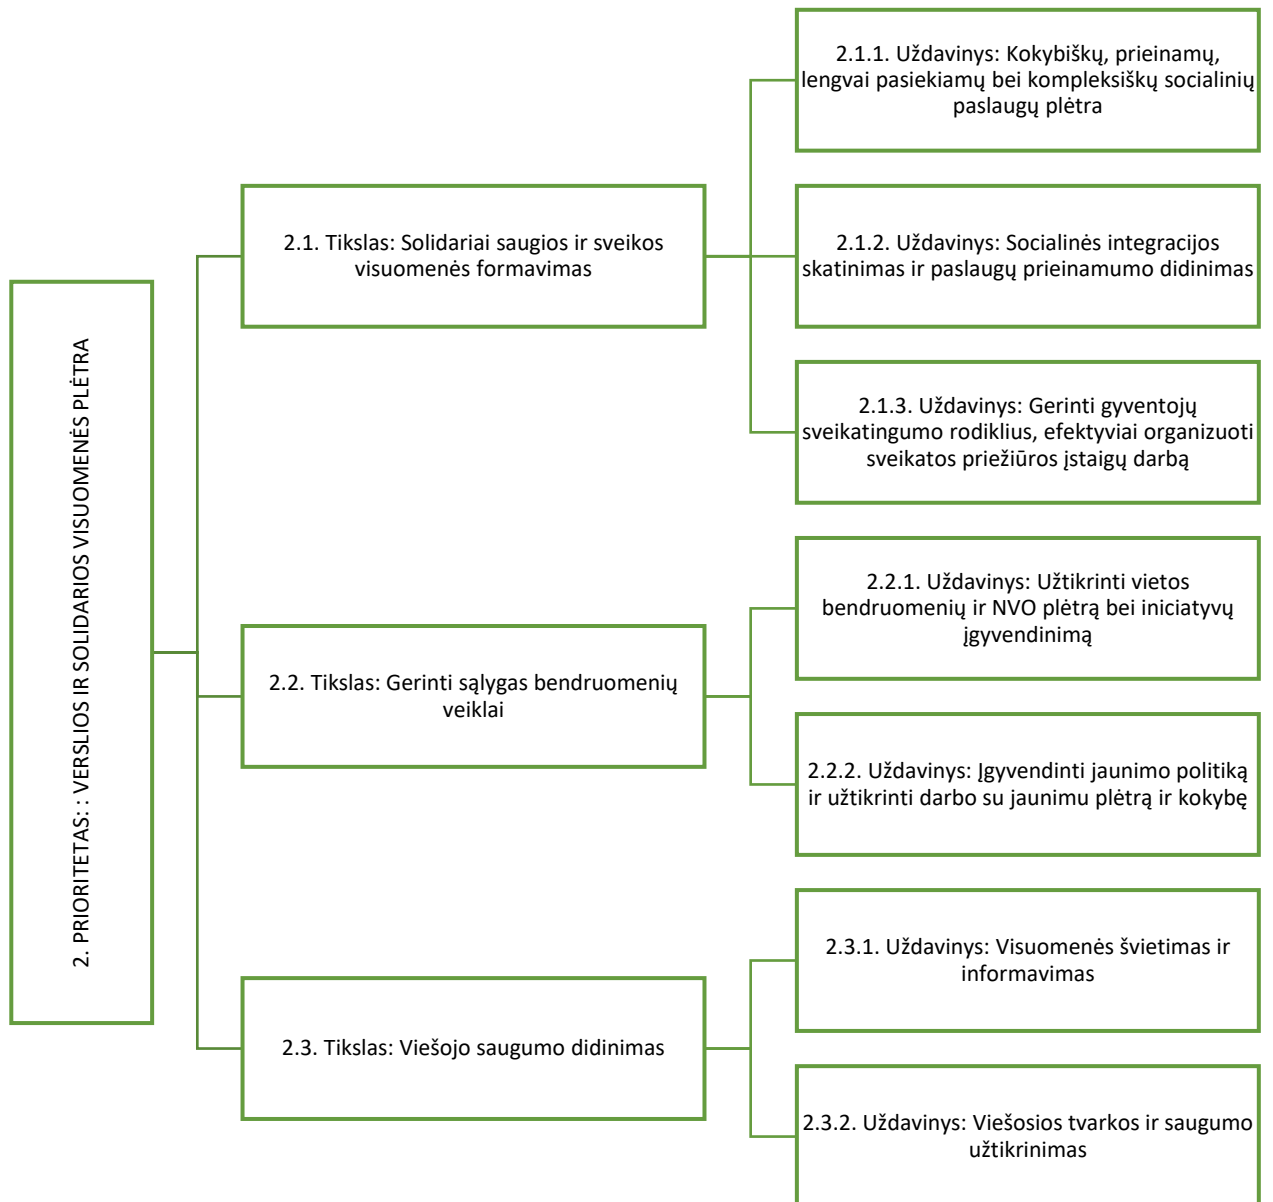 2. PRIORITETAS: : VERSLIOS IR SOLIDARIOS VISUOMENĖS PLĖTRA
2.1. Tikslas: Solidariai saugios ir sveikos
visuomenės formavimas
2.1.1. Uždavinys: Kokybiškų, prieinamų,
lengvai pasiekiamų bei kompleksiškų socialinių
paslaugų plėtra
2.1.2. Uždavinys: Socialinės integracijos
skatinimas ir paslaugų prieinamumo didinimas
2.1.3. Uždavinys: Gerinti gyventojų
sveikatingumo rodiklius, efektyviai organizuoti
sveikatos priežiūros įstaigų darbą
2.2. Tikslas: Gerinti sąlygas bendruomenių
veiklai
2.2.1. Uždavinys: Užtikrinti vietos
bendruomenių ir NVO plėtrą bei iniciatyvų
įgyvendinimą
2.2.2. Uždavinys: Įgyvendinti jaunimo politiką
ir užtikrinti darbo su jaunimu plėtrą ir kokybę
2.3. Tikslas: Viešojo saugumo didinimas
2.3.1. Uždavinys: Visuomenės švietimas ir
informavimas
2.3.2. Uždavinys: Viešosios tvarkos ir saugumo
užtikrinimas